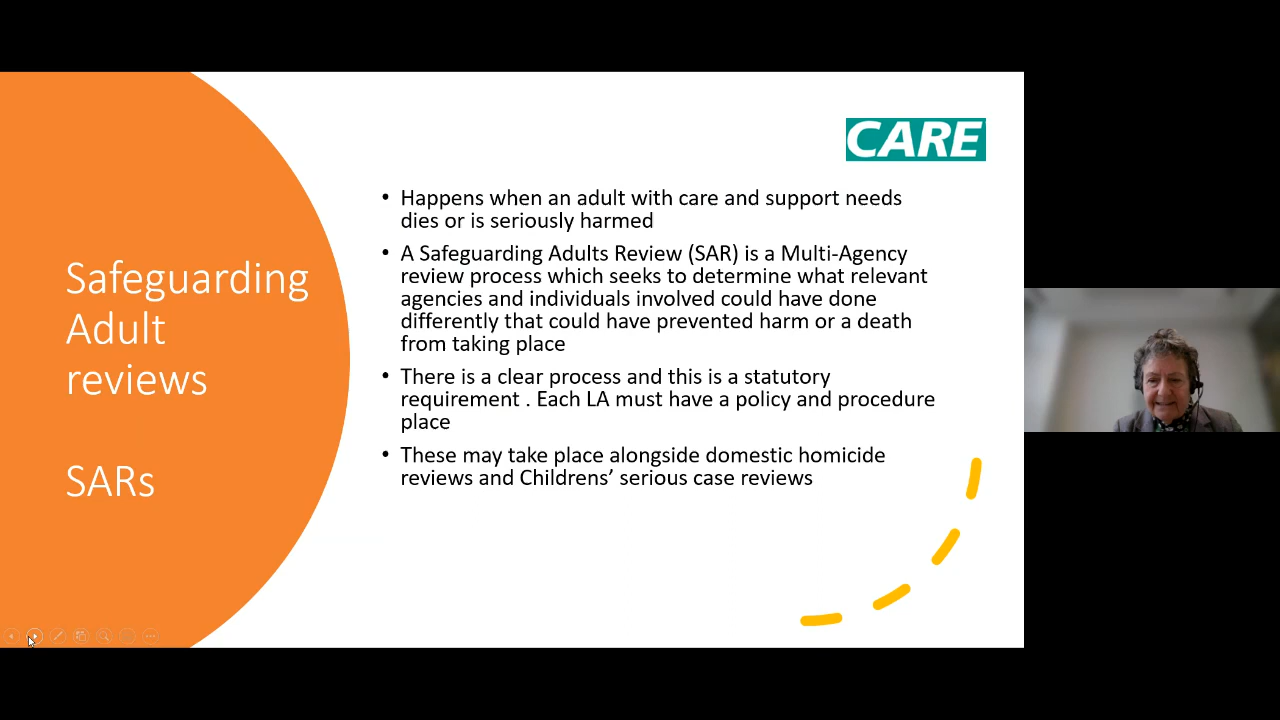 Safeguarding
Adult
reviews
SARs
CARE
• Happens when an adult with care and support needs
dies or is seriously harmed
• A Safeguarding Adults Review (SAR) is a Multi-Agency
review process which seeks to determine what relevant
agencies and individuals involved could have done
differently that could have prevented harm or a death
from taking place
• There is a clear process and this is a statutory
requirement . Each LA must have a policy and procedure
place
• These may take place alongside domestic homicide
reviews and Childrens’ serious case reviews